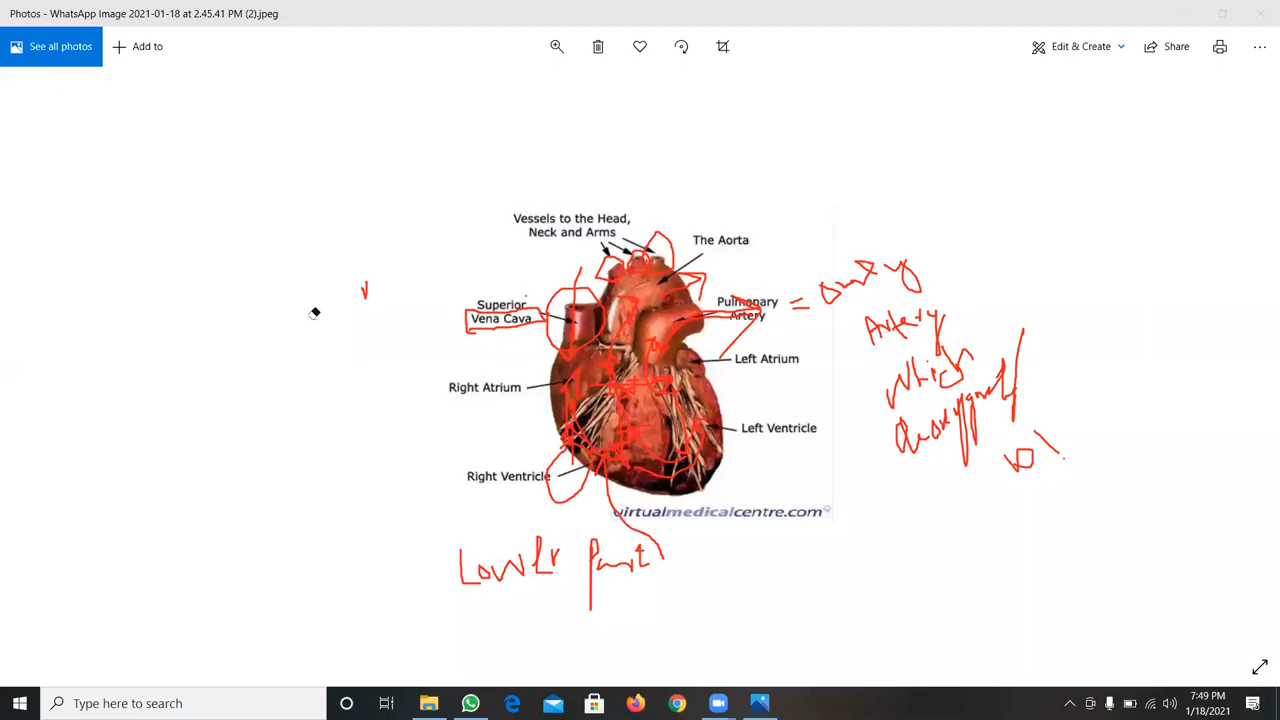 Photos - WhatsApp Image 2021-01-18 at 2.45.41 PM (2).jpeg
See all photos
Add to
Edit & Create
Share
Vessels to the Head,
Neck and Arms
The Aorta
Superior
Vena Cava
Pulmonary
Artery
= only
Artery
which
Left Atrium
Right Atrium
Left Ventricle
Right Ventricle
virtualmedicalcentre.com
Lower part
Type here to search
7:49 PM
1/18/2021